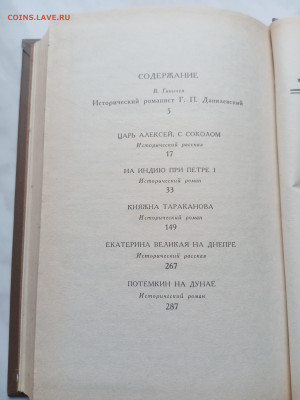 COINS.LAVE.RU
СОДЕРЖАНИЕ
В. Ганичев
Исторический романист Г. П. Данилевский
5
ЦАРЬ АЛЕКСЕЙ С СОКОЛОМ
Исторический рассказ
17
НА ИНДИЮ ПРИ ПЕТРЕ I
Исторический роман
33
КНЯЖНА ТАРАКАНОВА
Исторический роман
149
ЕКАТЕРИНА ВЕЛИКАЯ НА ДНЕПРЕ
Исторический рассказ
267
ПОТЕМКИН НА ДУНАЕ
Исторический роман
287